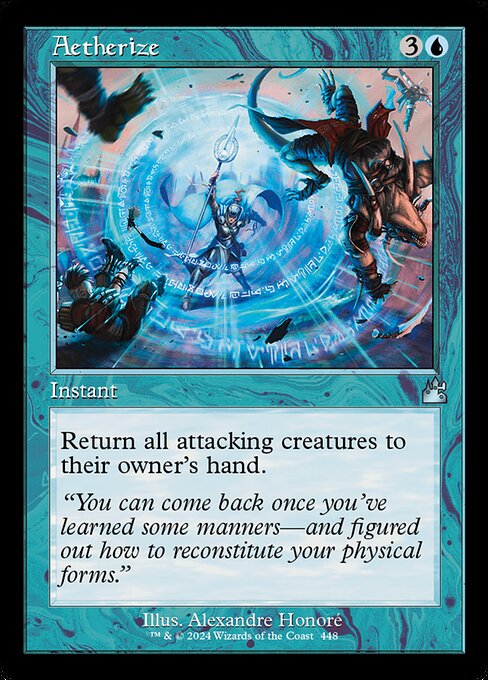 Aetherize 3
Instant
Return all attacking creatures to
their owner's hand.
“You can come back once you've
learned some manners—and figured
out how to reconstitute your physical
forms.”
Illus. Alexandre Honoré
™ & © 2024 Wizards of the Coast 448